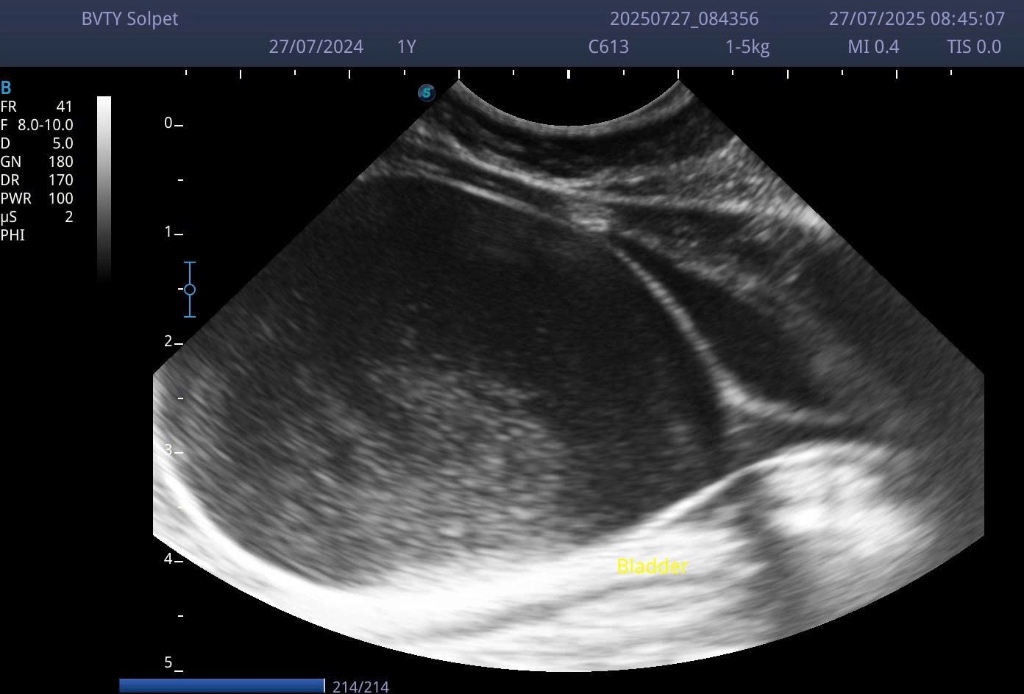 BVTY Solpet 20250727_084356 27/07/2025 08:45:07
27/07/2024 1Y C613 1-5kg MI 0.4 TIS 0.0
B
FR 41
F 8.0-10.0
D 5.0
GN 180
DR 170
PWR 100
µS 2
PHI
S
0
1
2
3
4
5
Bladder
214/214